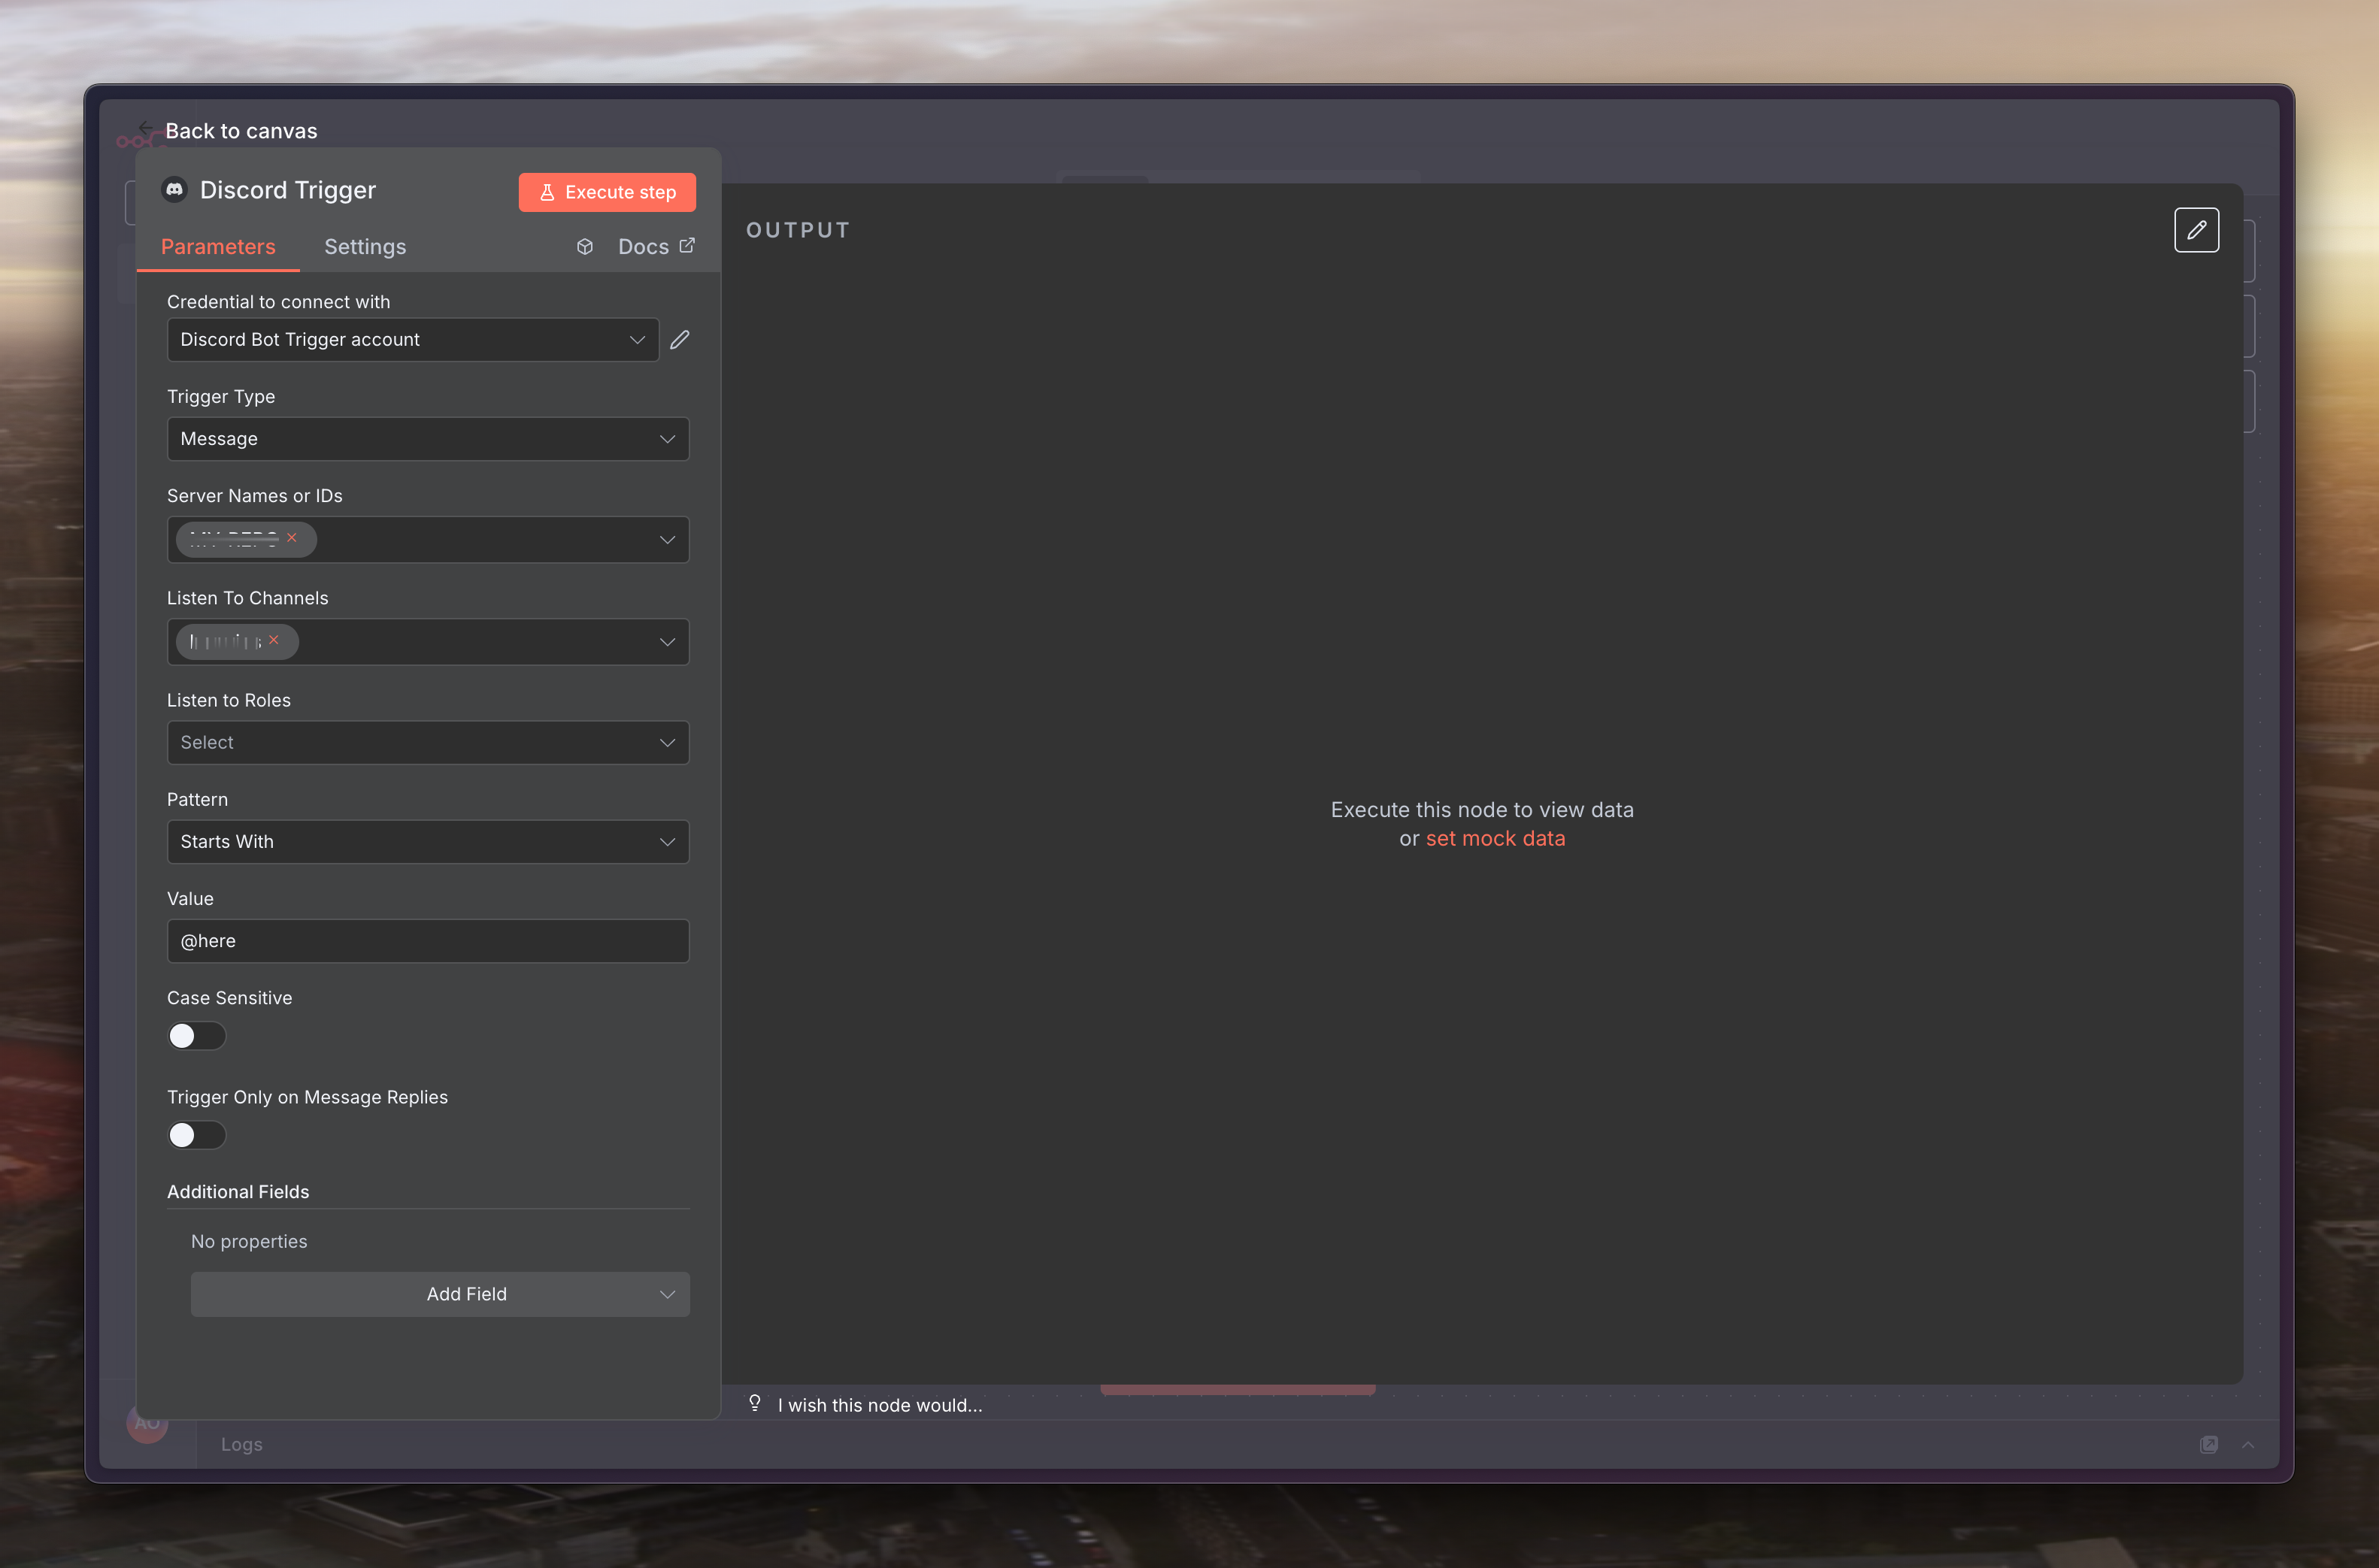 Back to canvas
Discord Trigger
Execute step
Parameters
Settings
Docs
Credential to connect with
Discord Bot Trigger account
Trigger Type
Message
Server Names or IDs
Listen To Channels
Listen to Roles
Select
Pattern
Starts With
Value
@here
Case Sensitive
Trigger Only on Message Replies
Additional Fields
No properties
Add Field
OUTPUT
Execute this node to view data
or set mock data
I wish this node would...
AO
Logs